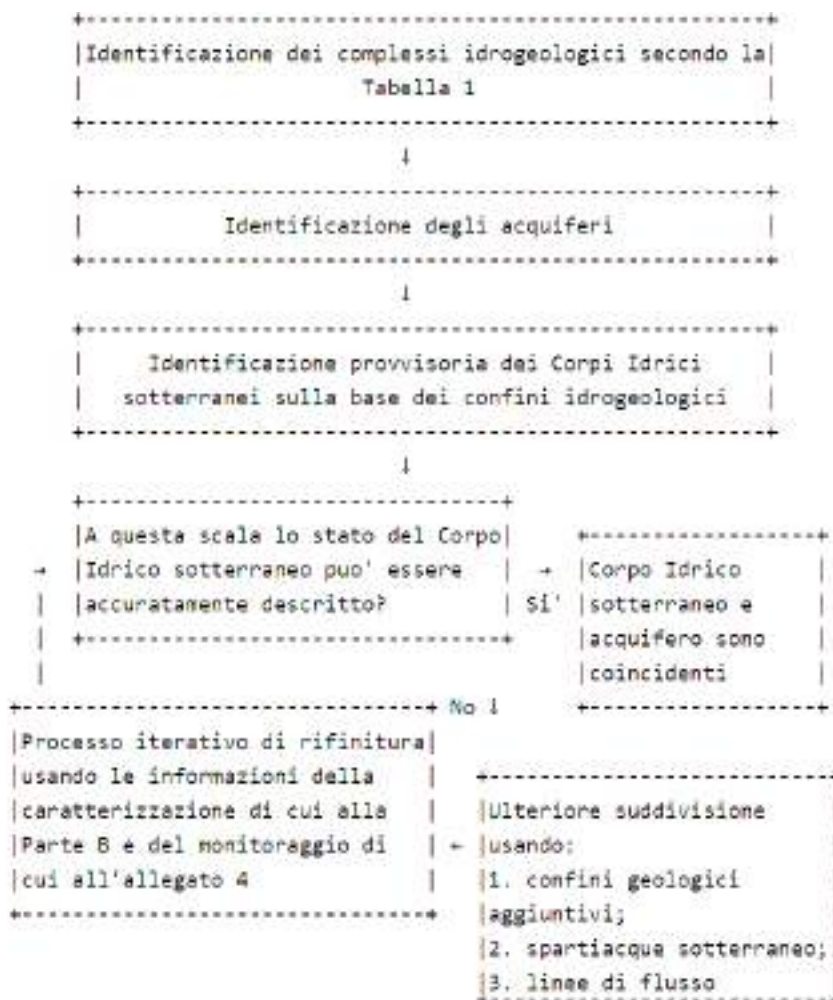 Identificazione dei complessi idrogeologici secondo la
Tabella 1
↓
Identificazione degli acquiferi
↓
Identificazione provvisoria dei Corpi Idrici
sotterranei sulla base dei confini idrogeologici
↓
A questa scala lo stato del Corpo
Idrico sotterraneo puo' essere
accuratamente descritto?
→ Si'
Corpo Idrico
sotterraneo e
acquifero sono
coincidenti
No ↓
Ulteriore suddivisione
usando:
1. confini geologici
aggiuntivi;
2. spartiacque sotterraneo;
3. linee di flusso
←
Processo iterativo di rifinitura
usando le informazioni della
caratterizzazione di cui alla
Parte B e del monitoraggio di
cui all'allegato 4
→